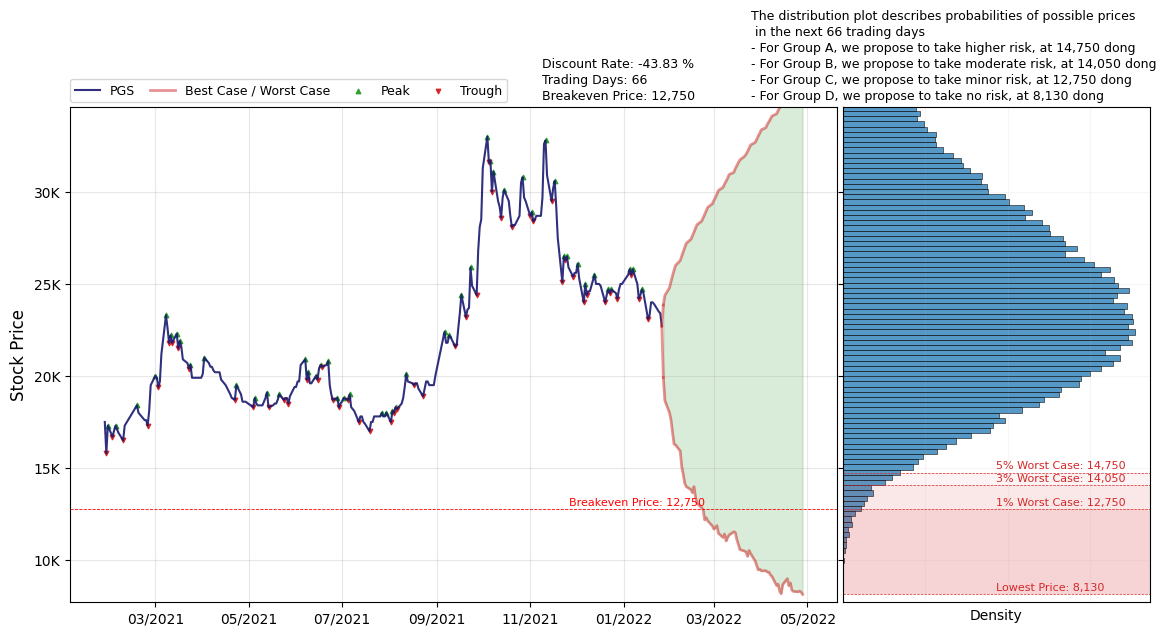 The distribution plot describes probabilities of possible prices
in the next 66 trading days
- For Group A, we propose to take higher risk, at 14,750 dong
- For Group B, we propose to take moderate risk, at 14,050 dong
- For Group C, we propose to take minor risk, at 12,750 dong
- For Group D, we propose to take no risk, at 8,130 dong
Discount Rate: -43.83 %
Trading Days: 66
Breakeven Price: 12,750
PGS
Best Case / Worst Case
Peak
Trough
Stock Price
30K
25K
20K
15K
10K
Breakeven Price: 12,750
5% Worst Case: 14,750
3% Worst Case: 14,050
1% Worst Case: 12,750
Lowest Price: 8,130
03/2021
05/2021
07/2021
09/2021
11/2021
01/2022
03/2022
05/2022
Density